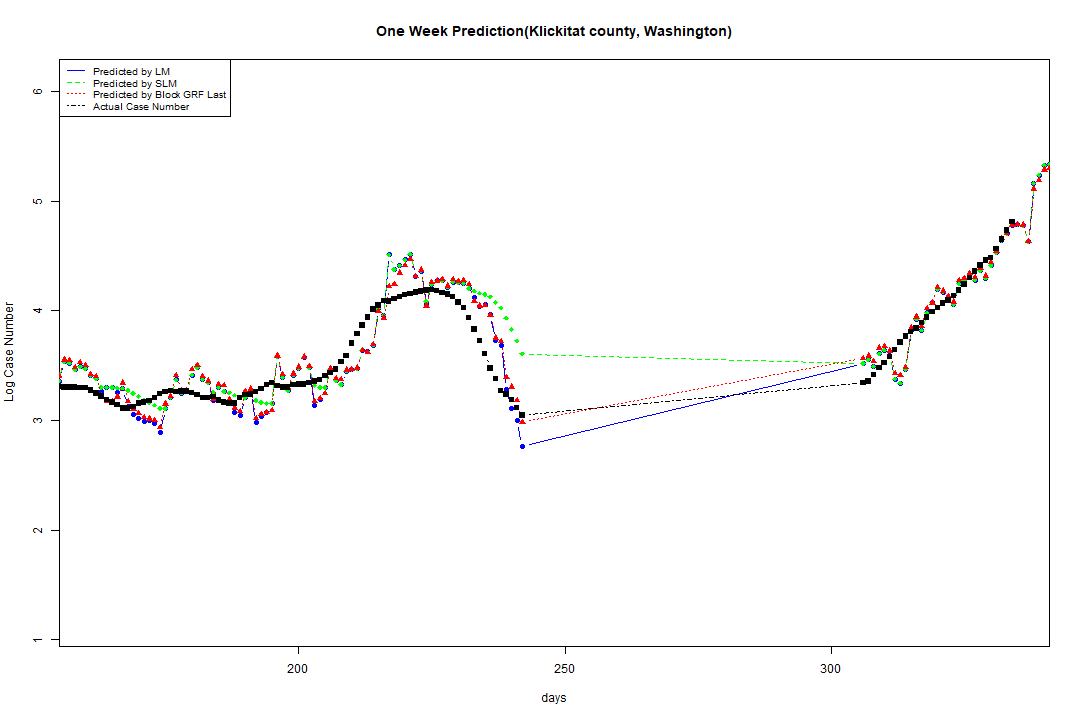 One Week Prediction(Klickitat county, Washington)
Predicted by LM
Predicted by SLM
Predicted by Block GRF Last
Actual Case Number
6
5
4
3
2
1
Log Case Number
200
250
300
days